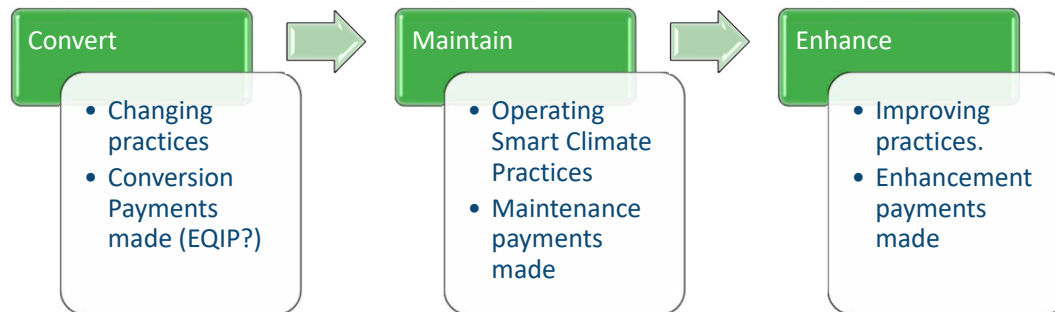 Convert
• Changing
practices
• Conversion
Payments
made (EQIP?)
Maintain
• Operating
Smart Climate
Practices
• Maintenance
payments
made
Enhance
• Improving
practices.
• Enhancement
payments
made